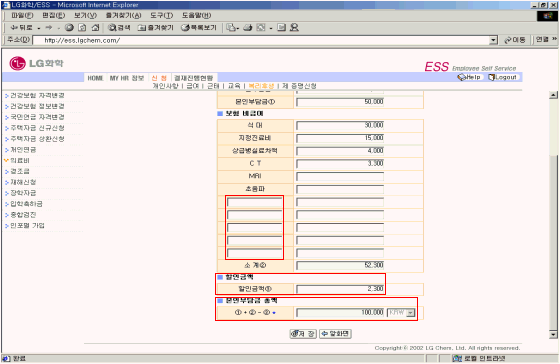 LG화학/ESS - Microsoft Internet Explorer
파일(F) 편집(E) 보기(V) 즐겨찾기(A) 도구(T) 도움말(H)
뒤로 검색 즐겨찾기 목록보기
주소(D) http://ess.lgchem.com/ 이동 연결 »
LG 화학
ESS Employee Self Service
HOME MY HR 정보 신 청 결재진행현황 Help Logout
개인사항 | 급여 | 근태 | 교육 | 복리후생 | 제 증명신청
건강보험 자격변경
건강보험 정보변경
국민연금 자격변경
주택자금 신규신청
주택자금 상환신청
개인연금
의료비
경조금
재해신청
장학자금
입학축하금
종합검진
인포멜 가입
본인부담금① 50,000
보험 비급여
식 대 30,000
지정진료비 15,000
상급병실료차액 4,000
C T 3,300
MRI
초음파
소 계② 52,300
할인금액
할인금액③ 2,300
본인부담금 총액
① + ② - ③ 100,000 KRW
저 장 앞화면
Copyright © 2002 LG Chem, Ltd. All rights reserved.
완료 로컬 인트라넷